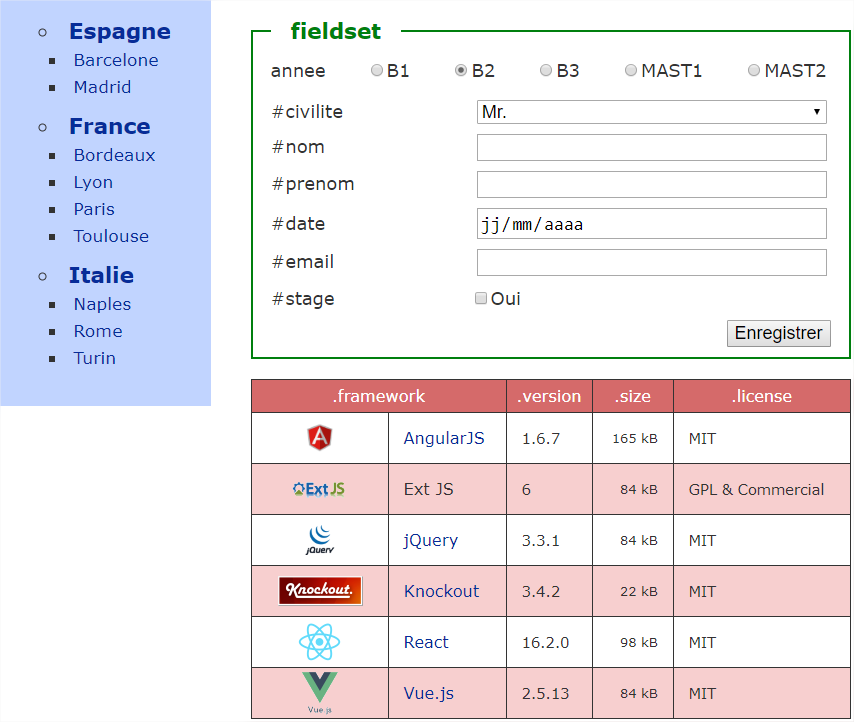 Espagne
Barcelone
Madrid
France
Bordeaux
Lyon
Paris
Toulouse
Italie
Naples
Rome
Turin
fieldset
annee B1 B2 B3 MAST1 MAST2
#civilite Mr.
#nom
#prenom
#date jj/mm/aaaa
#email
#stage Oui
Enregistrer
.framework .version .size .license
AngularJS 1.6.7 165 kB MIT
Ext JS Ext JS 6 84 kB GPL & Commercial
jQuery jQuery 3.3.1 84 kB MIT
Knockout. Knockout 3.4.2 22 kB MIT
React 16.2.0 98 kB MIT
Vue.js Vue.js 2.5.13 84 kB MIT